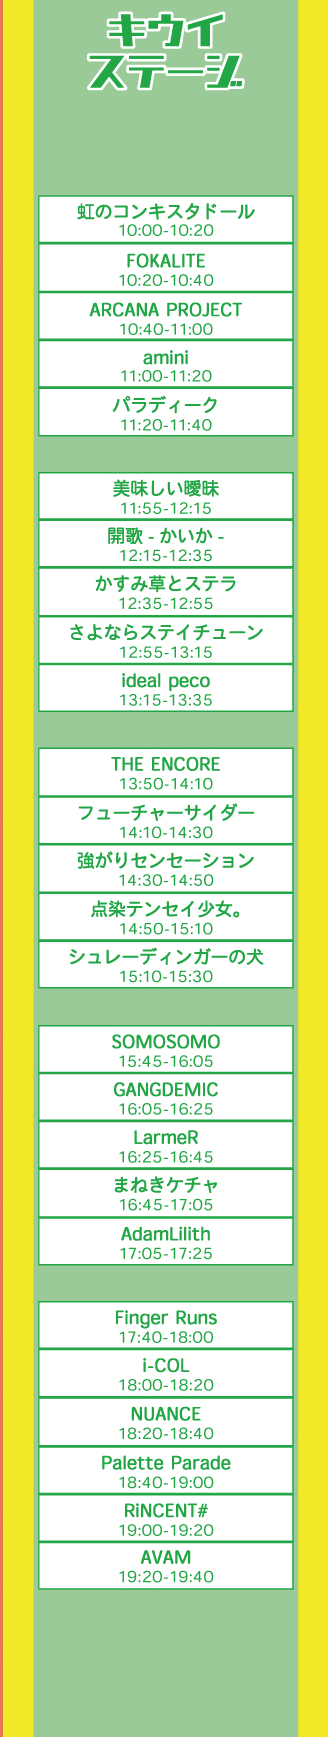 キウイ
ステージ
虹のコンキスタドール
10:00-10:20
FOKALITE
10:20-10:40
ARCANA PROJECT
10:40-11:00
amini
11:00-11:20
パラディーク
11:20-11:40
美味しい曖昧
11:55-12:15
開歌 - かいか -
12:15-12:35
かすみ草とステラ
12:35-12:55
さよならステイチューン
12:55-13:15
ideal peco
13:15-13:35
THE ENCORE
13:50-14:10
フューチャーサイダー
14:10-14:30
強がりセンセーション
14:30-14:50
点染テンセイ少女。
14:50-15:10
シュレーディンガーの犬
15:10-15:30
SOMOSOMO
15:45-16:05
GANGDEMIC
16:05-16:25
LarmeR
16:25-16:45
まねきケチャ
16:45-17:05
AdamLilith
17:05-17:25
Finger Runs
17:40-18:00
i-COL
18:00-18:20
NUANCE
18:20-18:40
Palette Parade
18:40-19:00
RiNCENT#
19:00-19:20
AVAM
19:20-19:40